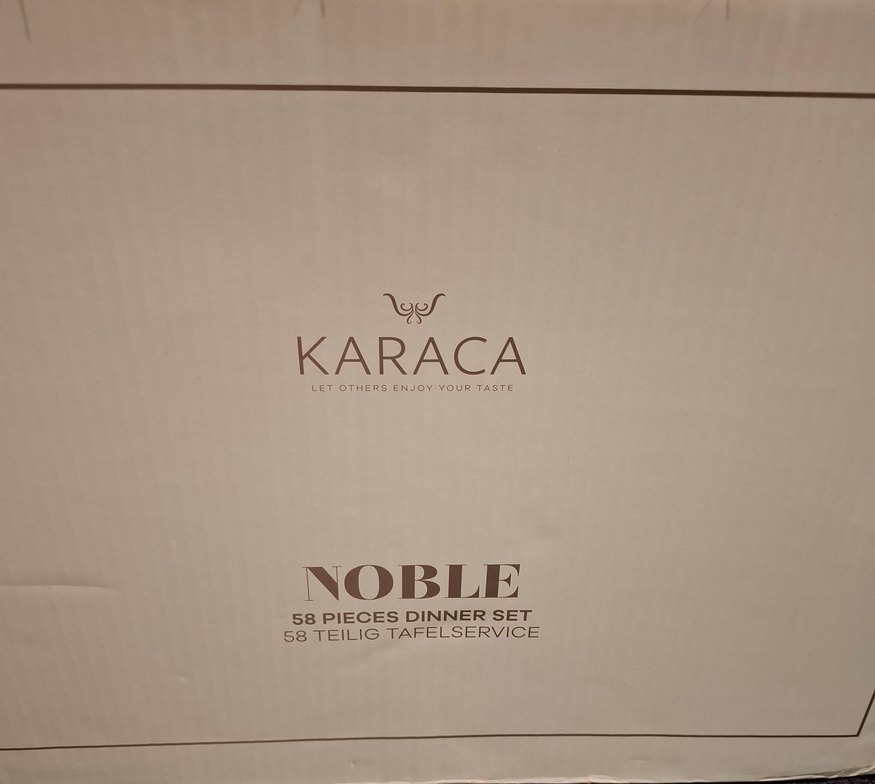 KARACA
LET OTHERS ENJOY YOUR TASTE
NOBLE
58 PIECES DINNER SET
58 TEILIG TAFELSERVICE